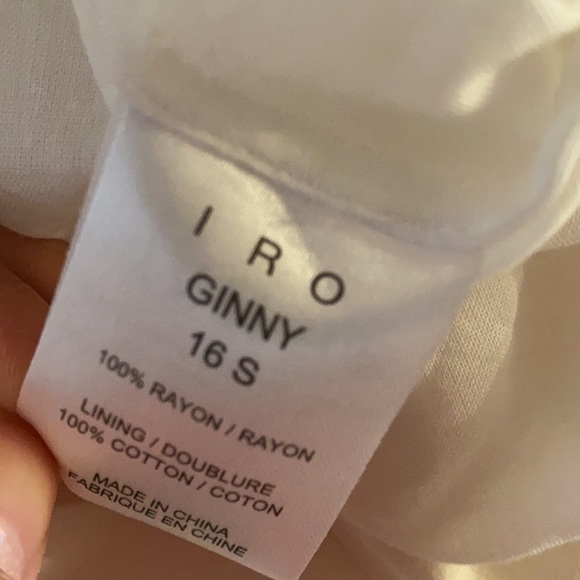 I R O
GINNY
16 S
100% RAYON / RAYON
LINING / DOUBLURE
100% COTTON / COTON
MADE IN CHINA
FABRIQUE EN CHINE